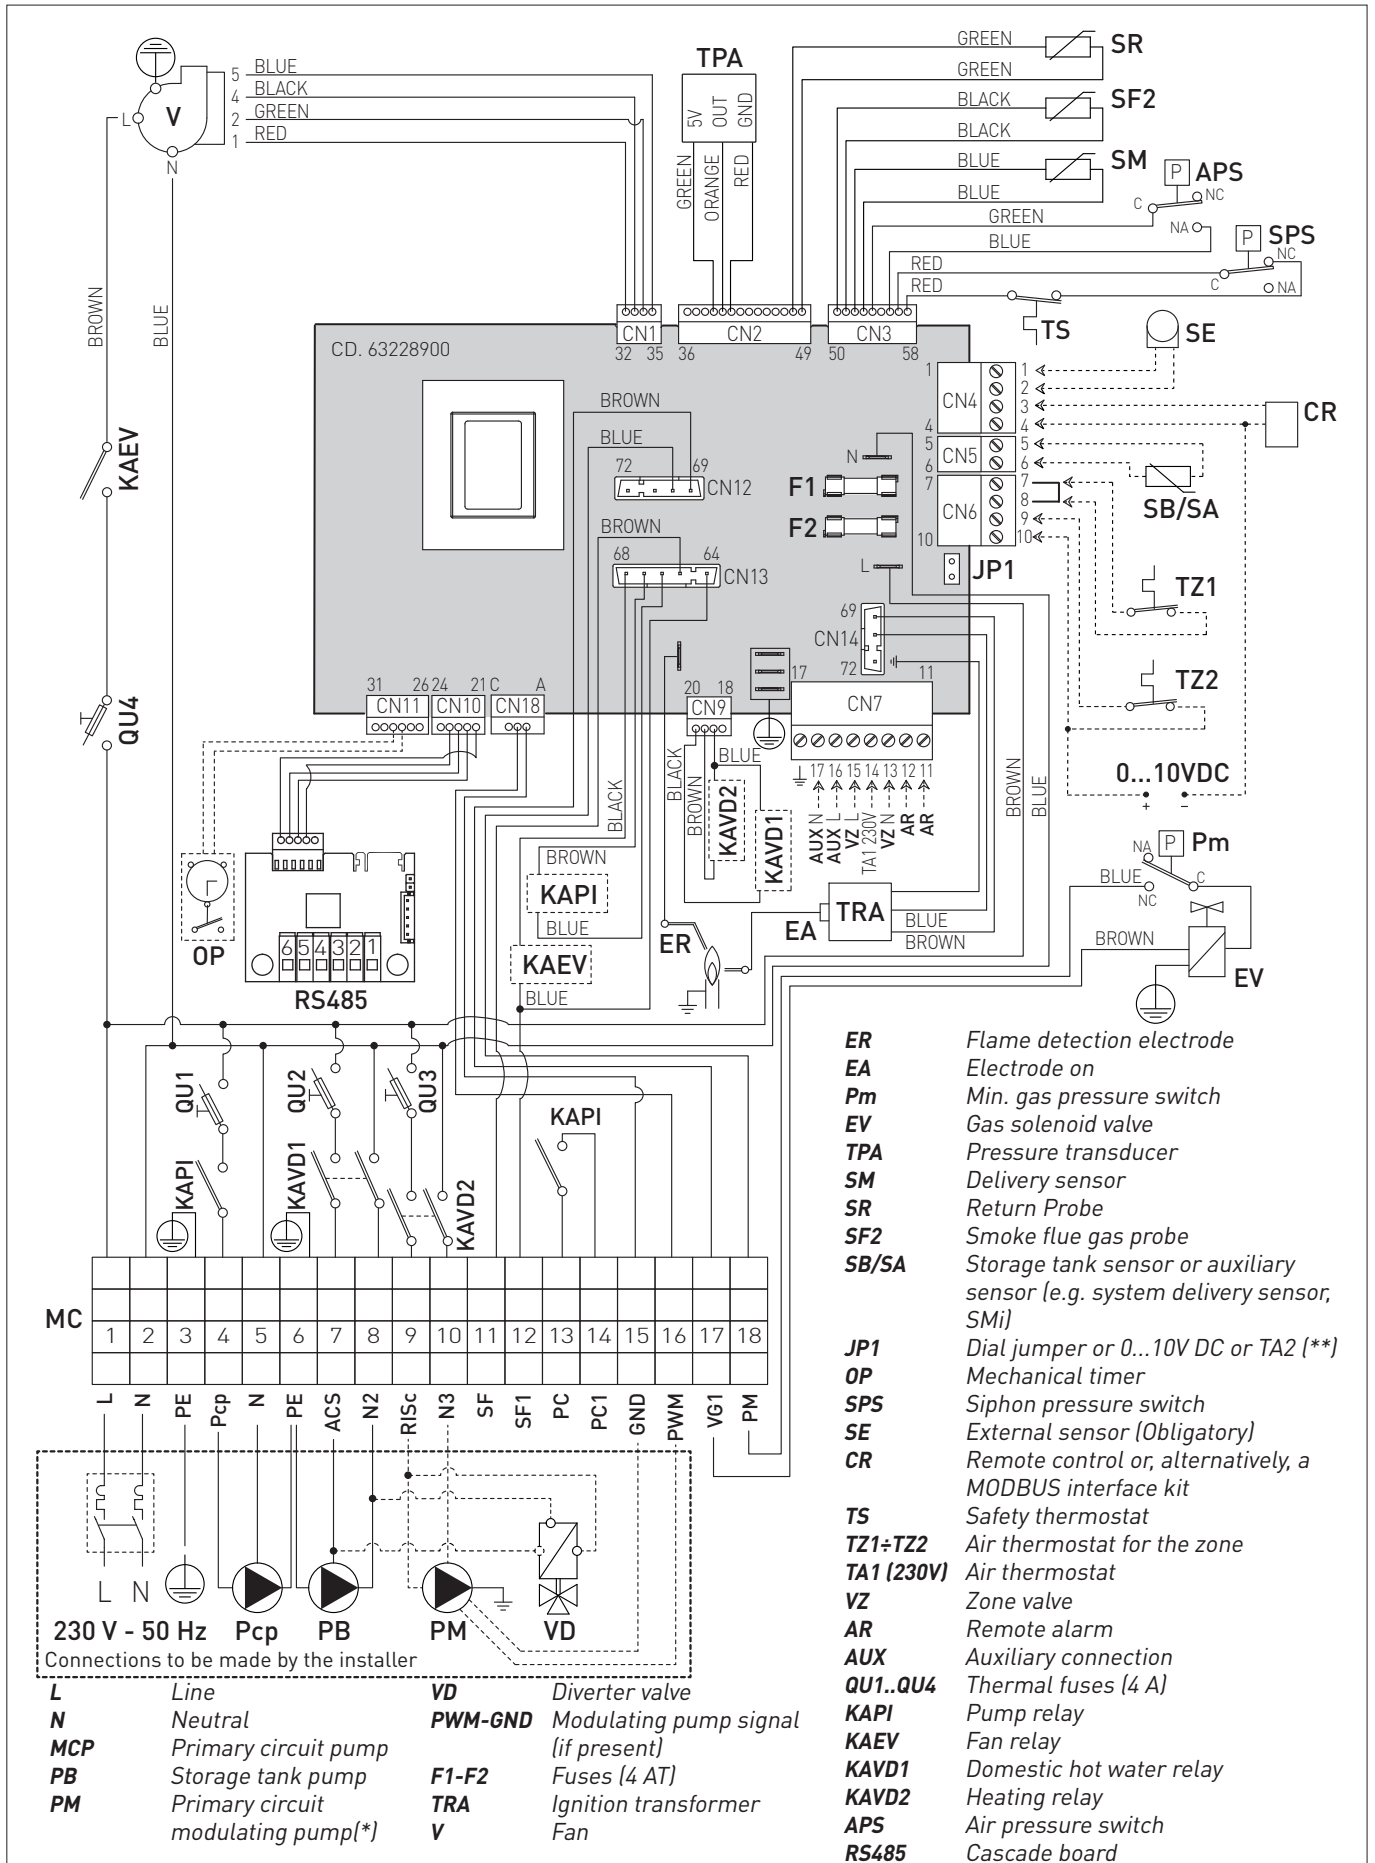 GREEN
SR
GREEN
TPA
5V
OUT
GND
GREEN
ORANGE
RED
BLACK
SF2
BLACK
BLUE
SM
BLUE
P APS
C
NC
NA
GREEN
BLUE
P SPS
NC
C
NA
RED
RED
TS
SE
V
L
N
5 BLUE
4 BLACK
2 GREEN
1 RED
BROWN
BLUE
KAEV
QU4
CD. 63228900
CN1
32 35
CN2
36 49
CN3
50 58
1
CN4
4
1
2
3
4
CR
5
CN5
6
5
6
SB/SA
7
CN6
10
7
8
9
10
JP1
TZ1
TZ2
0...10VDC
+ −
BROWN
BLUE
72 69
CN12
BROWN
68 64
CN13
N
F1
F2
L
69
CN14
72
31 26
CN11
24 21
CN10
C A
CN18
20 18
CN9
17 11
CN7
17 16 15 14 13 12 11
AUX N
AUX L
VZ L
TA1 230V
VZ N
AR
AR
BLACK
BROWN
BLUE
KAVD2
KAVD1
BROWN
BLUE
BLACK
BROWN
KAPI
BLUE
KAEV
BLUE
OP
6 5 4 3 2 1
RS485
ER
EA
TRA
BLUE
BROWN
NA P Pm
BLUE
C
NC
BROWN
EV
QU1
KAPI
QU2
KAVD1
QU3
KAVD2
KAPI
MC
1 2 3 4 5 6 7 8 9 10 11 12 13 14 15 16 17 18
L
N
PE
Pcp
N
PE
ACS
N2
RISc
N3
SF
SF1
PC
PC1
GND
PWM
VG1
PM
L N
230 V - 50 Hz
Pcp
PB
PM
VD
Connections to be made by the installer
L Line
N Neutral
MCP Primary circuit pump
PB Storage tank pump
PM Primary circuit
modulating pump(*)
VD Diverter valve
PWM-GND Modulating pump signal
(if present)
F1-F2 Fuses (4 AT)
TRA Ignition transformer
V Fan
ER Flame detection electrode
EA Electrode on
Pm Min. gas pressure switch
EV Gas solenoid valve
TPA Pressure transducer
SM Delivery sensor
SR Return Probe
SF2 Smoke flue gas probe
SB/SA Storage tank sensor or auxiliary
sensor (e.g. system delivery sensor,
SMi)
JP1 Dial jumper or 0...10V DC or TA2 (**)
OP Mechanical timer
SPS Siphon pressure switch
SE External sensor (Obligatory)
CR Remote control or, alternatively, a
MODBUS interface kit
TS Safety thermostat
TZ1÷TZ2 Air thermostat for the zone
TA1 (230V) Air thermostat
VZ Zone valve
AR Remote alarm
AUX Auxiliary connection
QU1..QU4 Thermal fuses (4 A)
KAPI Pump relay
KAEV Fan relay
KAVD1 Domestic hot water relay
KAVD2 Heating relay
APS Air pressure switch
RS485 Cascade board